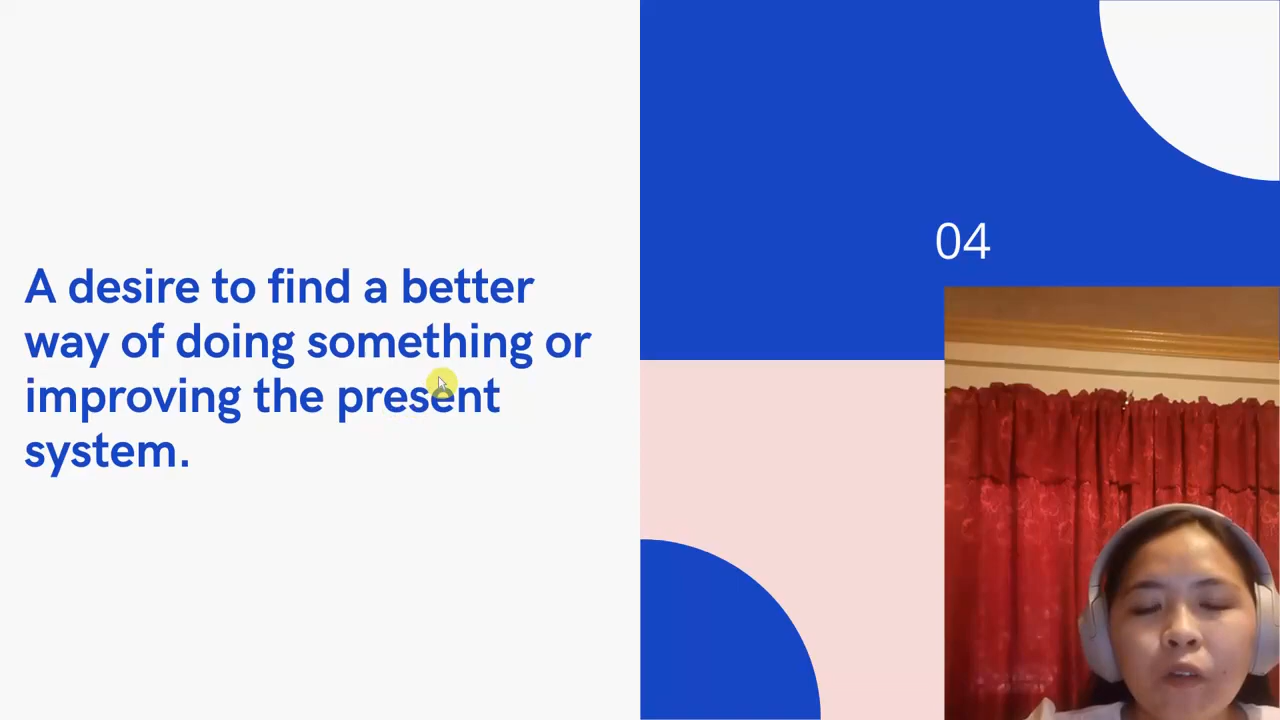 A desire to find a better
way of doing something or
improving the present
system.
04